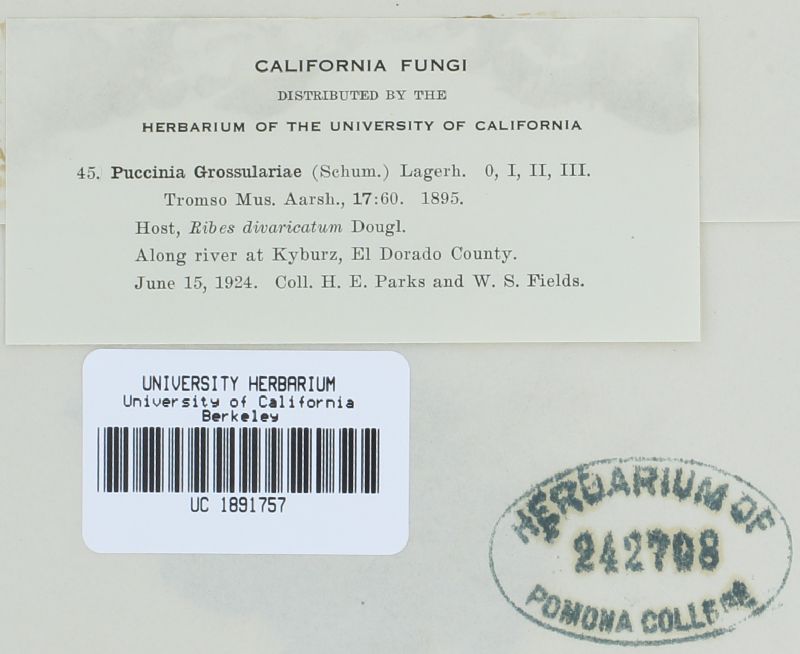 CALIFORNIA FUNGI
DISTRIBUTED BY THE
HERBARIUM OF THE UNIVERSITY OF CALIFORNIA
45. Puccinia Grossulariae (Schum.) Lagerh. 0, I, II, III.
Tromso Mus. Aarsh., 17:60. 1895.
Host, Ribes divaricatum Dougl.
Along river at Kyburz, El Dorado County.
June 15, 1924. Coll. H. E. Parks and W. S. Fields.
UNIVERSITY HERBARIUM
University of California
Berkeley
UC 1891757
HERBARIUM OF
242708
POMONA COLLEGE